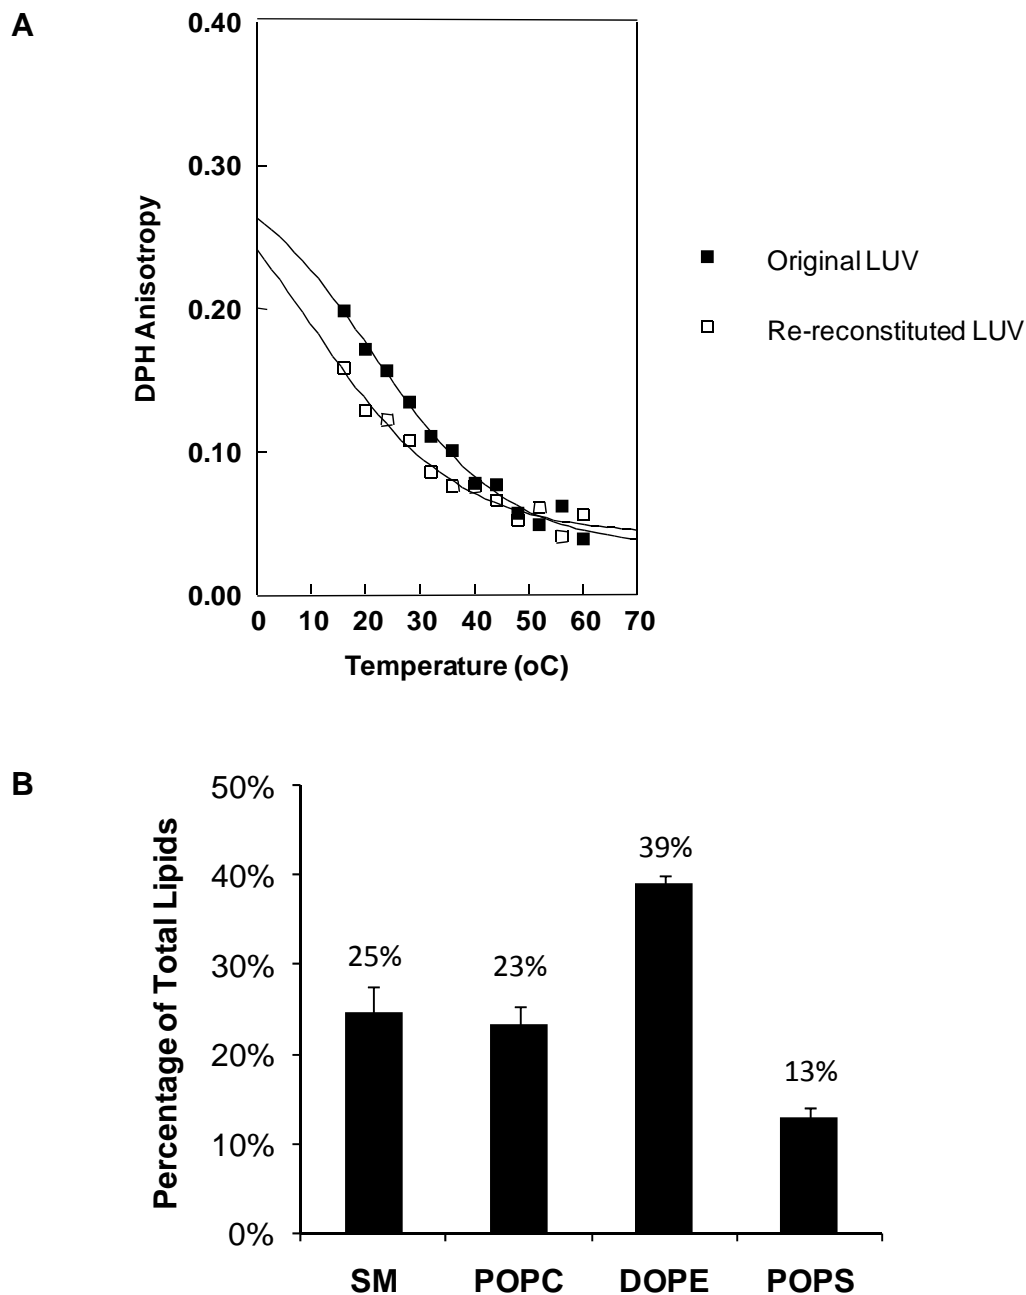 A
0.40
0.30
0.20
0.10
0.00
DPH Anisotropy
0 10 20 30 40 50 60 70
Temperature (oC)
Original LUV
Re-reconstituted LUV
B
50%
40%
30%
20%
10%
0%
Percentage of Total Lipids
25%
23%
39%
13%
SM POPC DOPE POPS